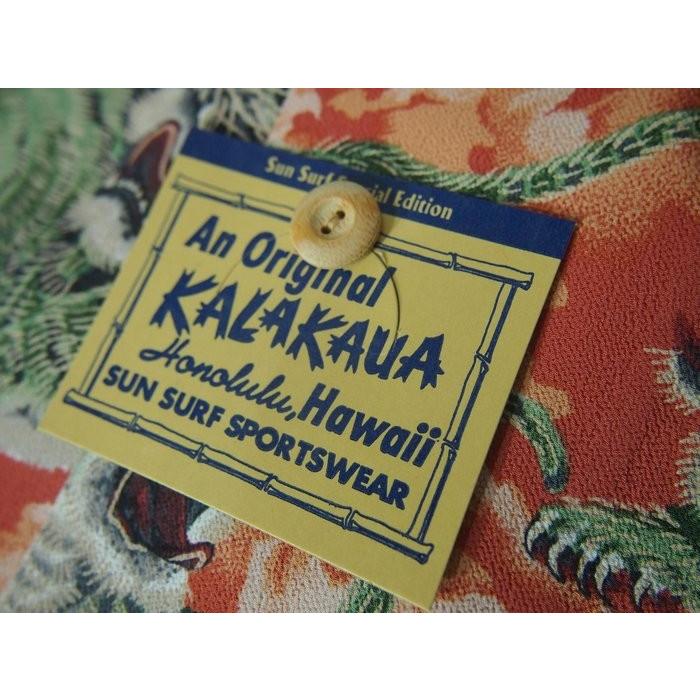 Sun Surf Special Edition
An Original
KALAKAUA
Honolulu, Hawaii
SUN SURF SPORTSWEAR